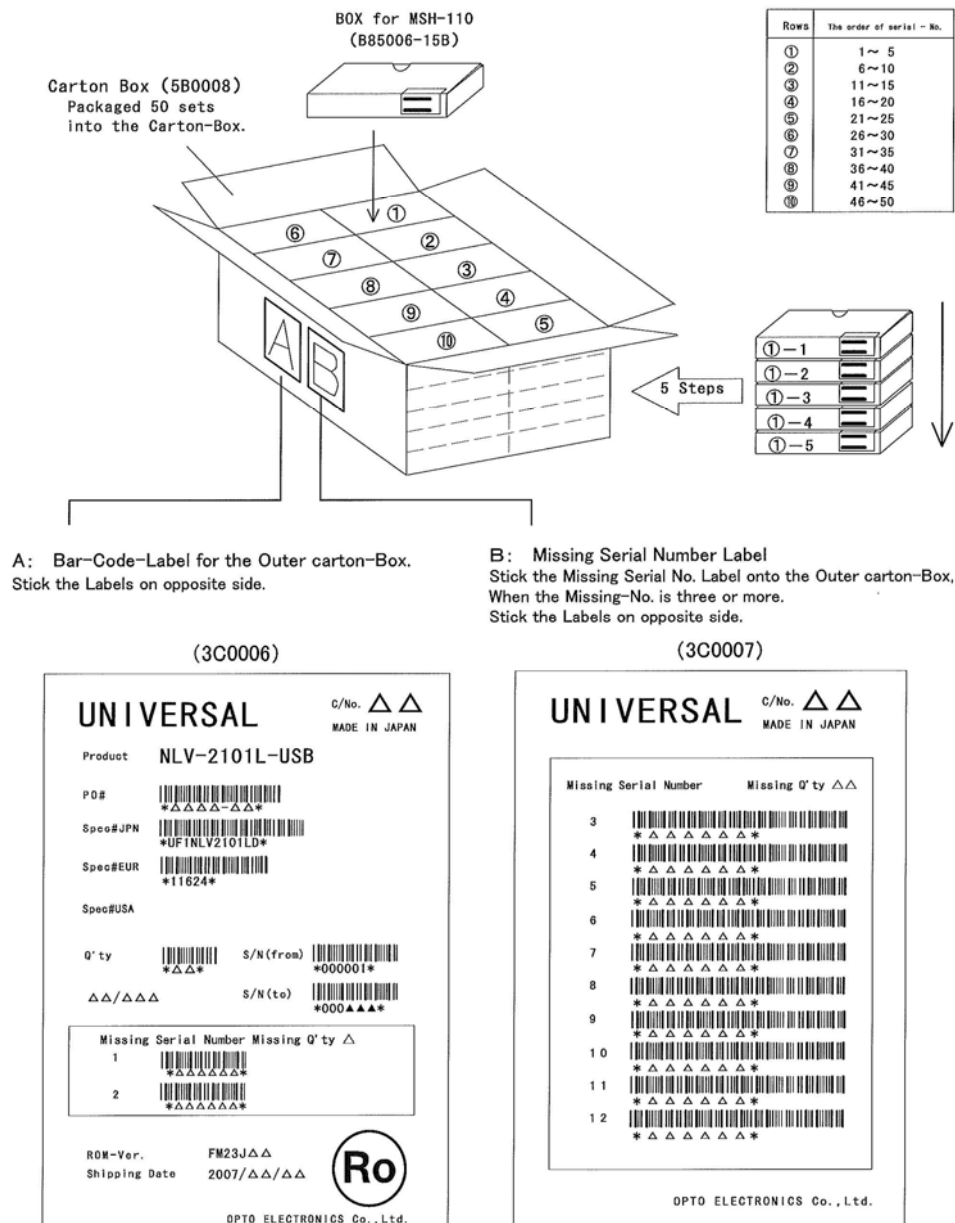 BOX for MSH-110
(B85006-15B)
Carton Box (5B0008)
Packaged 50 sets
into the Carton-Box.
Rows The order of serial - No.
① 1~ 5
② 6~10
③ 11~15
④ 16~20
⑤ 21~25
⑥ 26~30
⑦ 31~35
⑧ 36~40
⑨ 41~45
⑩ 46~50
①
②
③
④
⑤
⑥
⑦
⑧
⑨
⑩
A
B
5 Steps
①-1
①-2
①-3
①-4
①-5
A: Bar-Code-Label for the Outer carton-Box.
Stick the Labels on opposite side.
B: Missing Serial Number Label
Stick the Missing Serial No. Label onto the Outer carton-Box,
When the Missing-No. is three or more.
Stick the Labels on opposite side.
(3C0006)
UNIVERSAL
C/No. △ △
MADE IN JAPAN
Product NLV-2101L-USB
PO#
*△△△△-△△*
Spec#JPN
*UF1NLV2101LD*
Spec#EUR
*11624*
Spec#USA
Q'ty
*△△*
S/N(from)
*000001*
△△/△△△
S/N(to)
*000▲▲▲*
Missing Serial Number Missing Q'ty △
1
*△△△△△△*
2
*△△△△△△*
ROM-Ver. FM23J△△
Shipping Date 2007/△△/△△
Ro
OPTO ELECTRONICS Co.,Ltd.
(3C0007)
UNIVERSAL
C/No. △ △
MADE IN JAPAN
Missing Serial Number Missing Q'ty △△
3
* △ △ △ △ △ △ *
4
* △ △ △ △ △ △ *
5
* △ △ △ △ △ △ *
6
* △ △ △ △ △ △ *
7
* △ △ △ △ △ △ *
8
* △ △ △ △ △ △ *
9
* △ △ △ △ △ △ *
10
* △ △ △ △ △ △ *
11
* △ △ △ △ △ △ *
12
* △ △ △ △ △ △ *
OPTO ELECTRONICS Co.,Ltd.